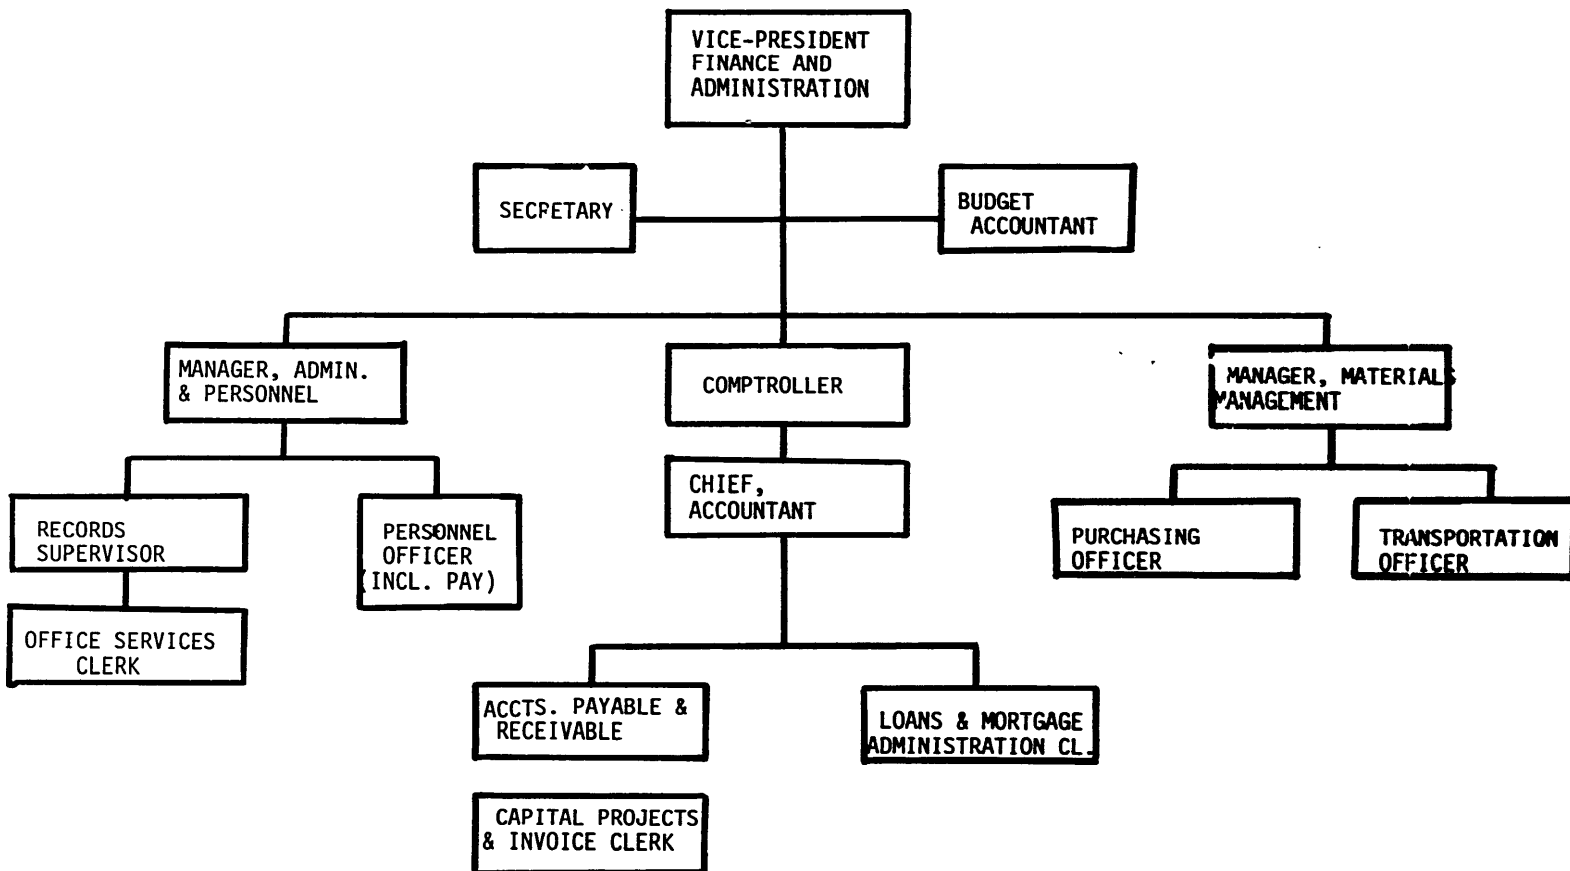 VICE-PRESIDENT
FINANCE AND
ADMINISTRATION
SECRETARY
BUDGET
ACCOUNTANT
MANAGER, ADMIN.
& PERSONNEL
COMPTROLLER
MANAGER, MATERIALS
MANAGEMENT
CHIEF,
ACCOUNTANT
RECORDS
SUPERVISOR
PERSONNEL
OFFICER
(INCL. PAY)
PURCHASING
OFFICER
TRANSPORTATION
OFFICER
OFFICE SERVICES
CLERK
ACCTS. PAYABLE &
RECEIVABLE
LOANS & MORTGAGE
ADMINISTRATION CL.
CAPITAL PROJECTS
& INVOICE CLERK